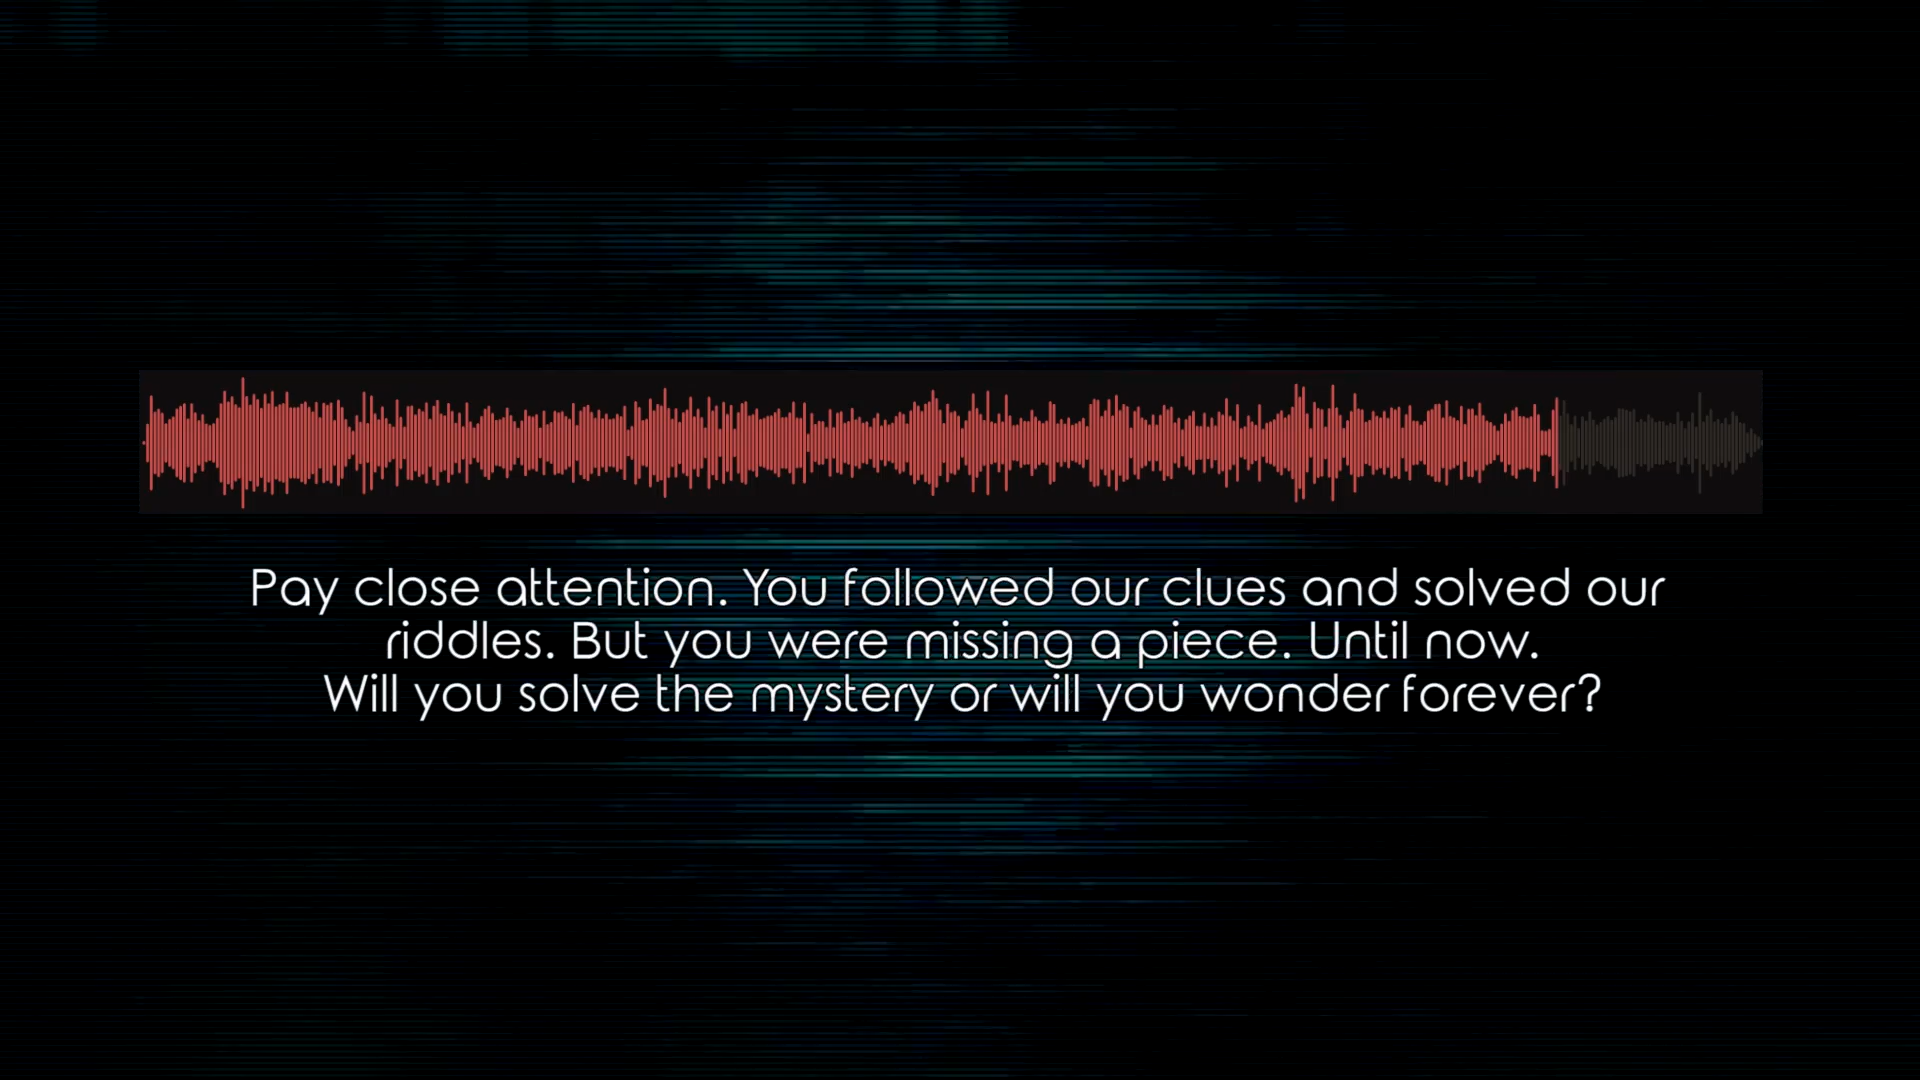 Pay close attention. You followed our clues and solved our
riddles. But you were missing a piece. Until now.
Will you solve the mystery or will you wonder forever?